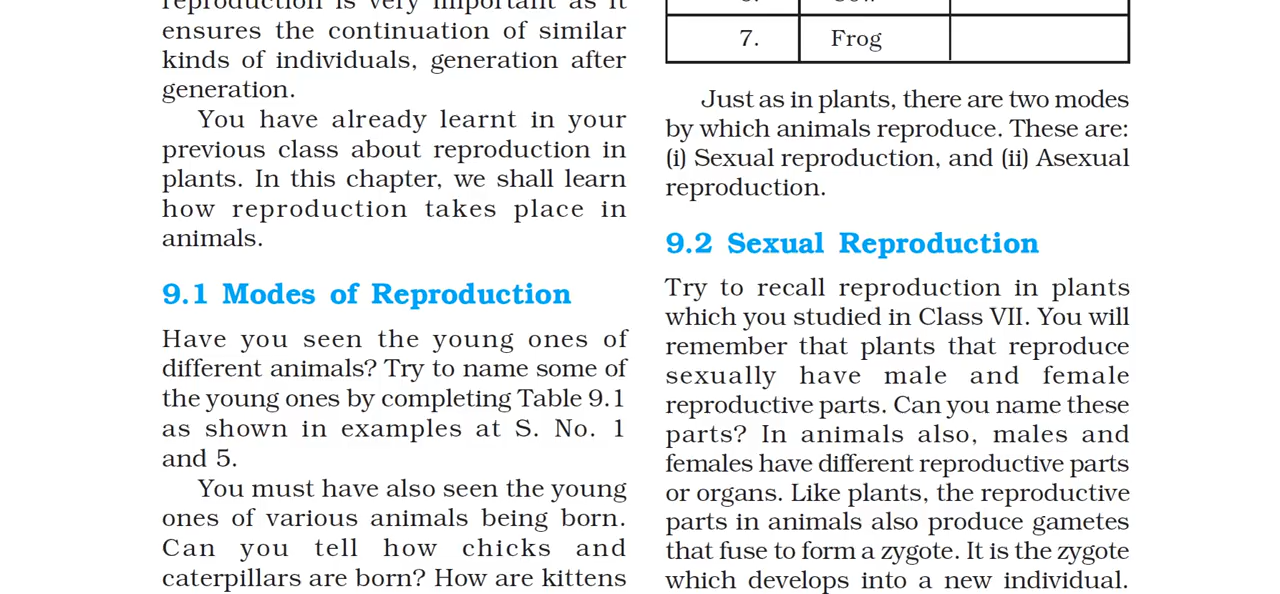 reproduction is very important as it
ensures the continuation of similar
kinds of individuals, generation after
generation.
You have already learnt in your
previous class about reproduction in
plants. In this chapter, we shall learn
how reproduction takes place in
animals.
9.1 Modes of Reproduction
Have you seen the young ones of
different animals? Try to name some of
the young ones by completing Table 9.1
as shown in examples at S. No. 1
and 5.
You must have also seen the young
ones of various animals being born.
Can you tell how chicks and
caterpillars are born? How are kittens
7. Frog
Just as in plants, there are two modes
by which animals reproduce. These are:
(i) Sexual reproduction, and (ii) Asexual
reproduction.
9.2 Sexual Reproduction
Try to recall reproduction in plants
which you studied in Class VII. You will
remember that plants that reproduce
sexually have male and female
reproductive parts. Can you name these
parts? In animals also, males and
females have different reproductive parts
or organs. Like plants, the reproductive
parts in animals also produce gametes
that fuse to form a zygote. It is the zygote
which develops into a new individual.